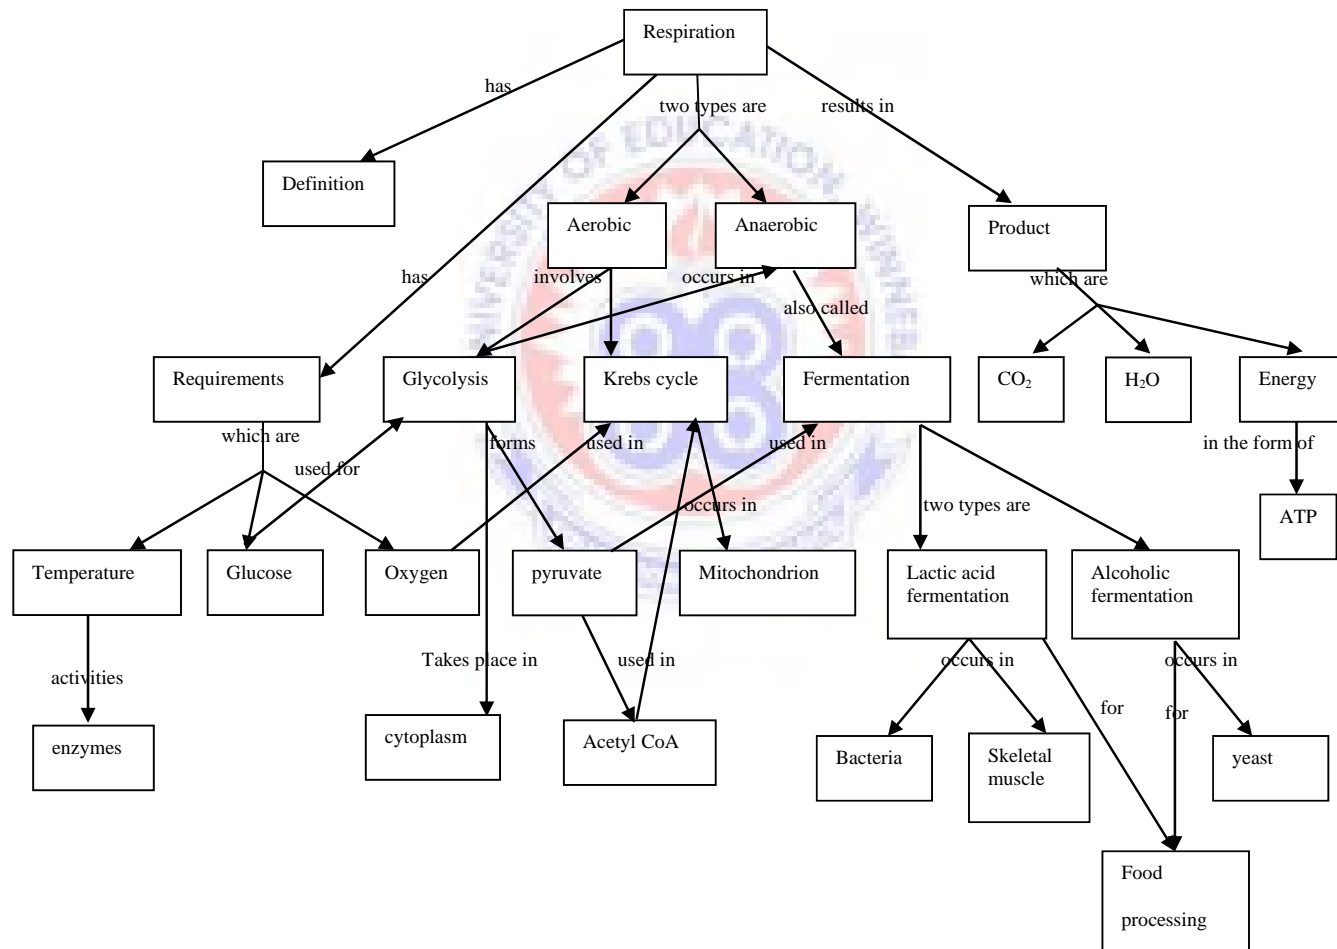 Respiration
has
two types are
results in
UNIVERSITY OF EDUCATION, WINNEB
Definition
Aerobic
Anaerobic
Product
has
involves
occurs in
which are
also called
Requirements
Glycolysis
Krebs cycle
Fermentation
CO₂
H₂O
Energy
which are
forms
used in
used in
in the form of
used for
occurs in
two types are
ATP
Temperature
Glucose
Oxygen
pyruvate
Mitochondrion
Lactic acid
fermentation
Alcoholic
fermentation
activities
Takes place in
used in
occurs in
occurs in
for
for
enzymes
cytoplasm
Acetyl CoA
Bacteria
Skeletal
muscle
yeast
Food
processing